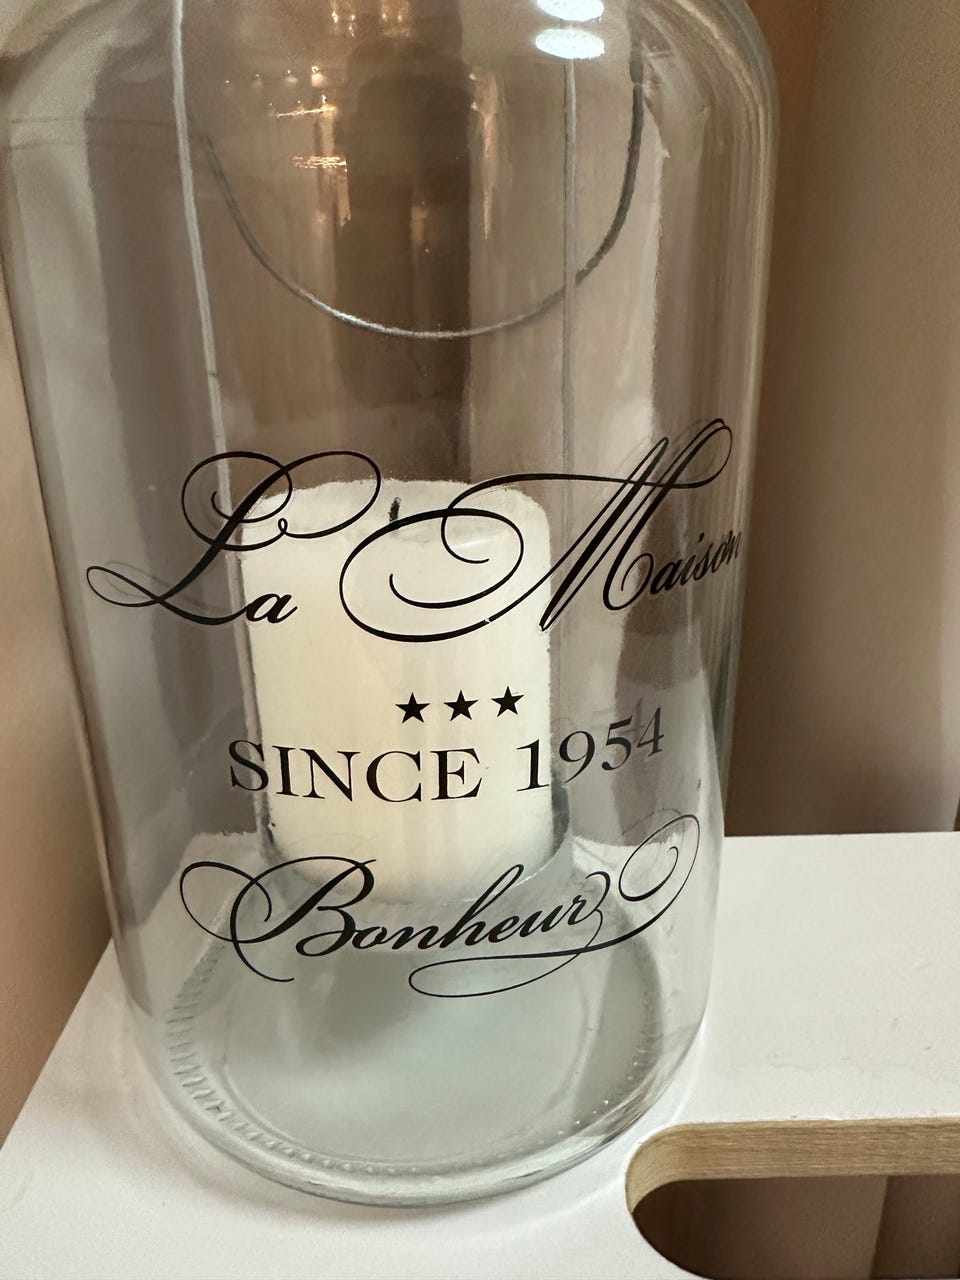 La Maison
★★★
SINCE 1954
Bonheur